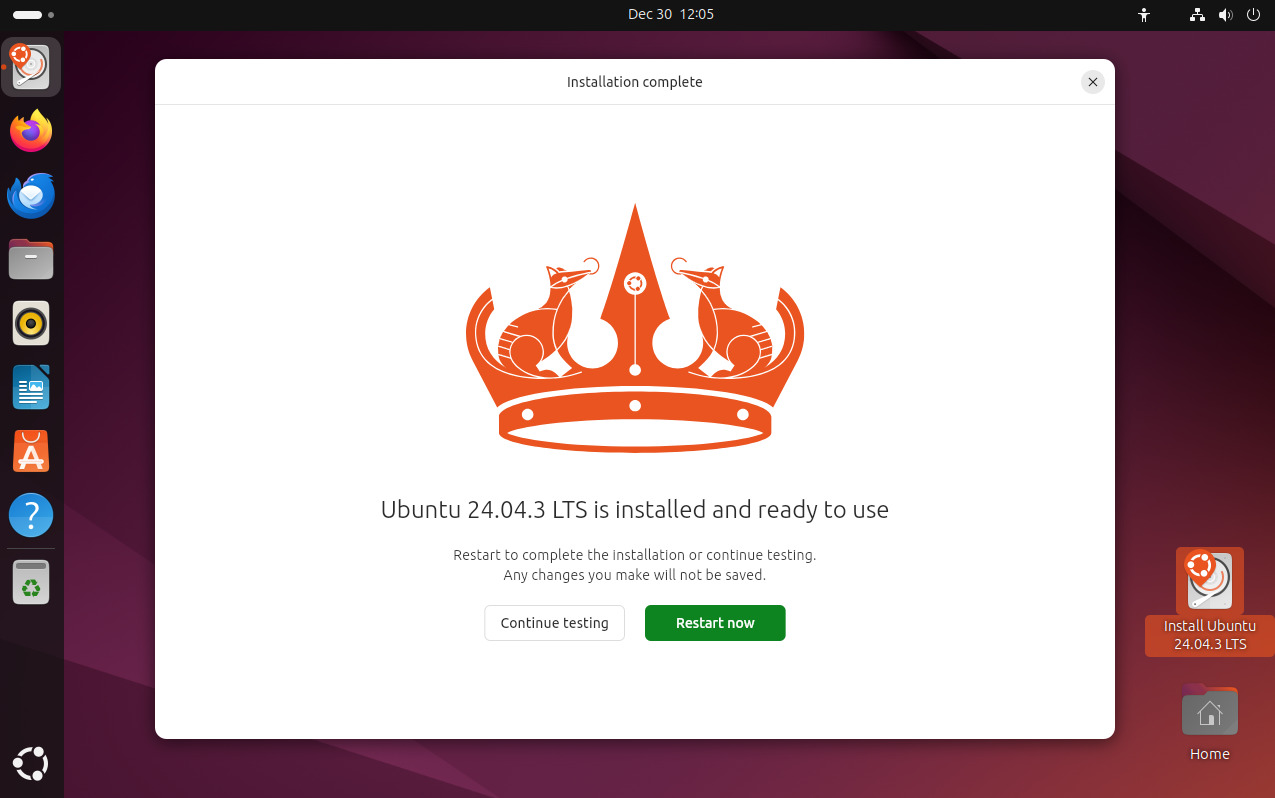 Dec 30 12:05
Installation complete
Ubuntu 24.04.3 LTS is installed and ready to use
Restart to complete the installation or continue testing.
Any changes you make will not be saved.
Continue testing
Restart now
Install Ubuntu
24.04.3 LTS
Home